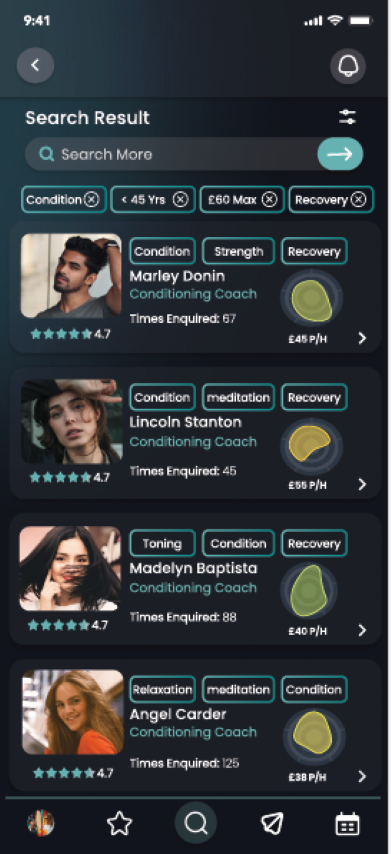 9:41
Search Result
Search More
Condition < 45 Yrs £60 Max Recovery
Condition Strength Recovery
Marley Donin
Conditioning Coach
Times Enquired: 67
4.7
£45 P/H
Condition meditation Recovery
Lincoln Stanton
Conditioning Coach
Times Enquired: 45
4.7
£55 P/H
Toning Condition Recovery
Madelyn Baptista
Conditioning Coach
Times Enquired: 88
4.7
£40 P/H
Relaxation meditation Condition
Angel Carder
Conditioning Coach
Times Enquired: 125
4.7
£38 P/H